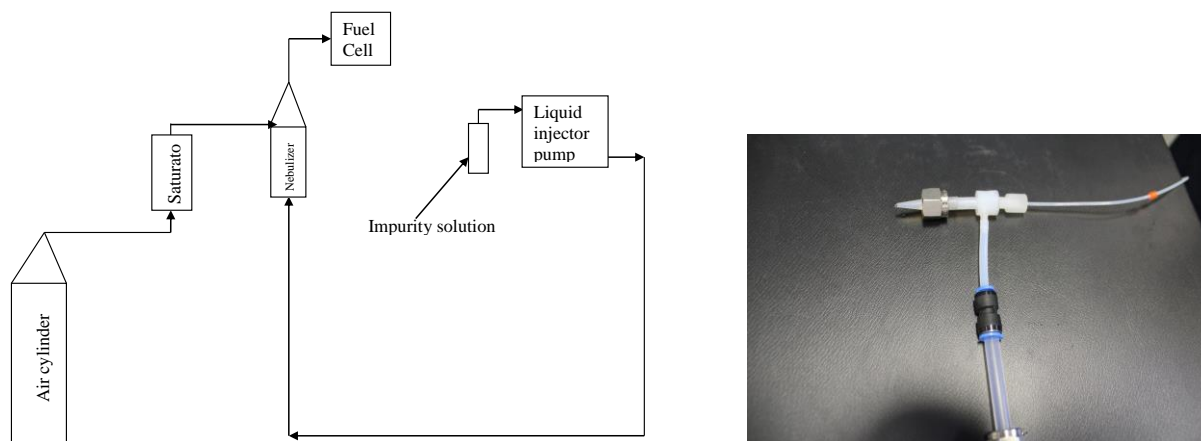 Fuel
Cell
Liquid
injector
pump
Saturato
Nebulizer
Impurity solution
Air cylinder